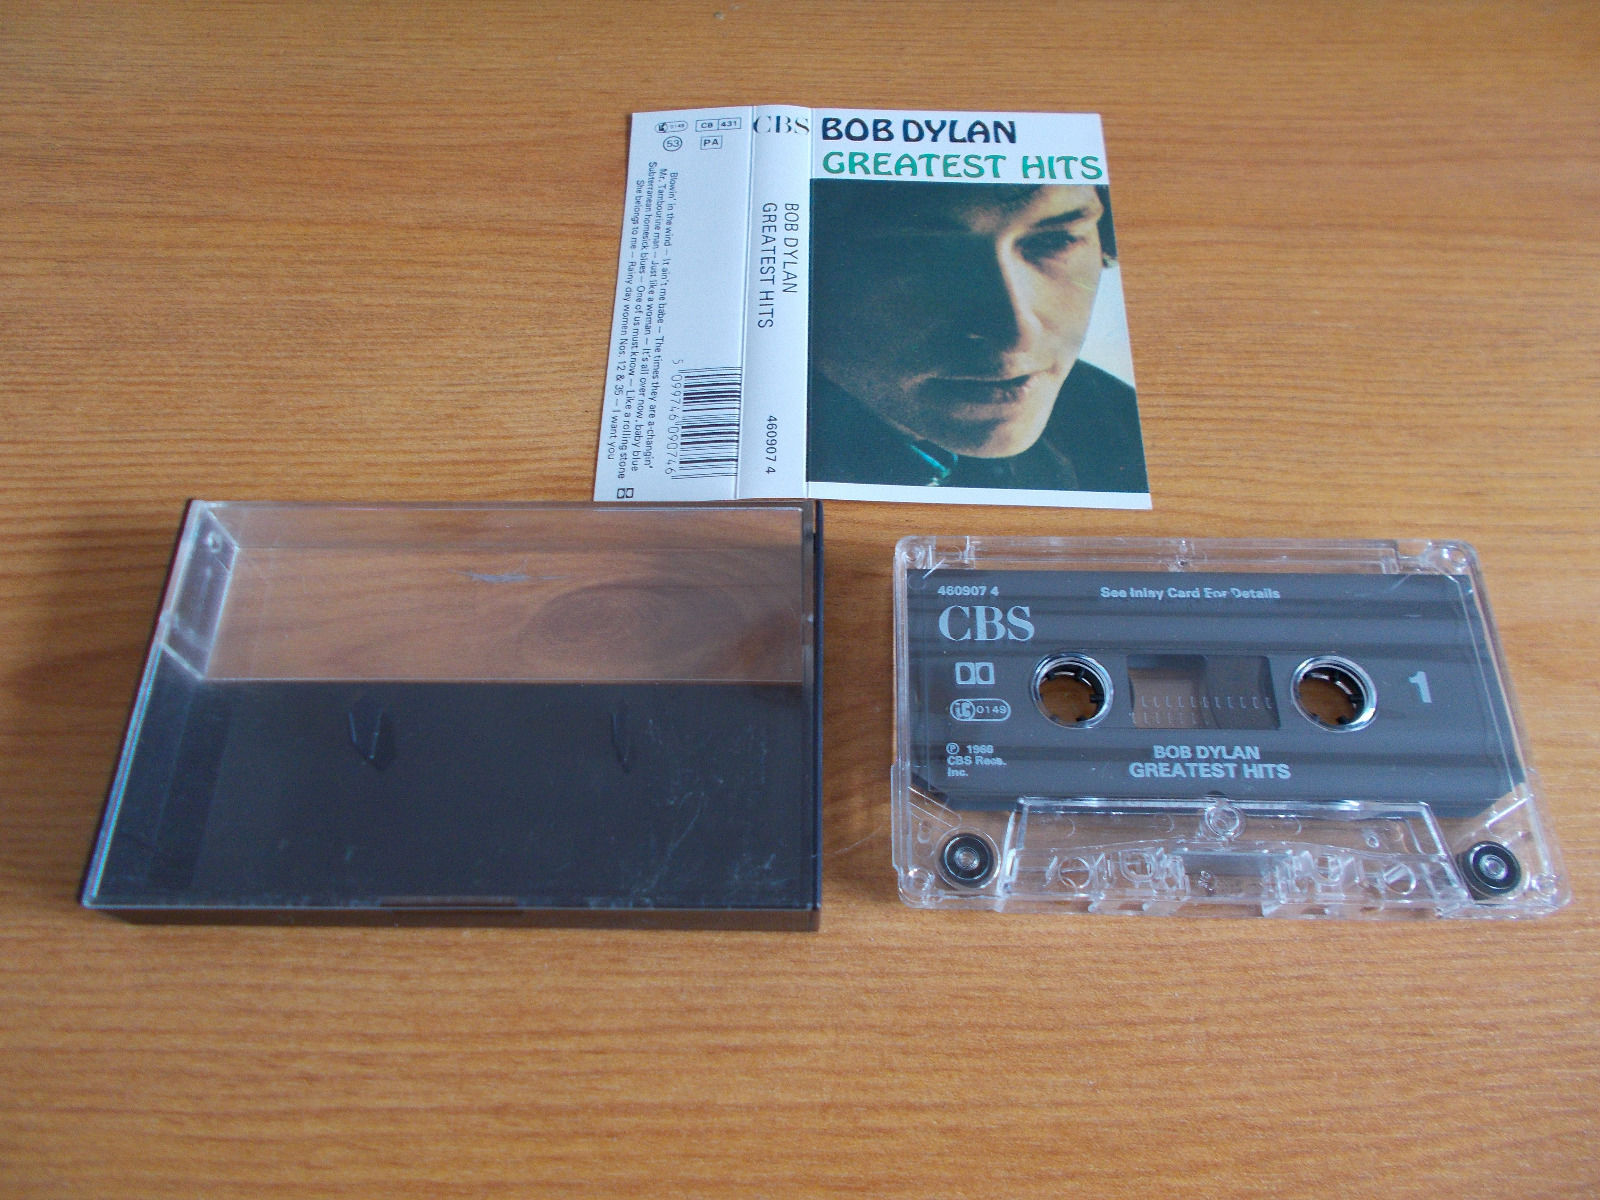 LC 0149
CB 431
53
PA
Blowin' in the wind — It ain't me babe — The times they are a-changin'
Mr. Tambourine man — Just like a woman — It's all over now, baby blue
Subterranean homesick blues — One of us must know — Like a rolling stone
She belongs to me — Rainy day women Nos. 12 & 35 — I want you
5 099746 090746
CBS
BOB DYLAN
GREATEST HITS
460907 4
BOB DYLAN
GREATEST HITS
460907 4
See Inlay Card For Details
CBS
LC 0149
1
℗ 1966
CBS Recs.
Inc.
BOB DYLAN
GREATEST HITS